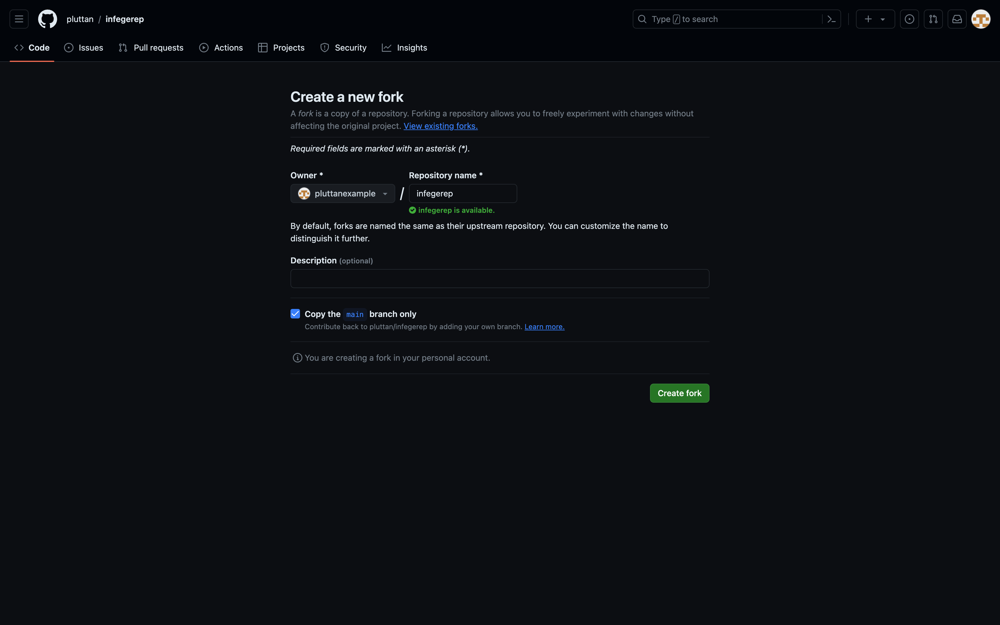 pluttan / infegerep
Type / to search
Code Issues Pull requests Actions Projects Security Insights
Create a new fork
A fork is a copy of a repository. Forking a repository allows you to freely experiment with changes without
affecting the original project. View existing forks.
Required fields are marked with an asterisk (*).
Owner * Repository name *
pluttanexample / infegerep
infegerep is available.
By default, forks are named the same as their upstream repository. You can customize the name to
distinguish it further.
Description (optional)
Copy the main branch only
Contribute back to pluttan/infegerep by adding your own branch. Learn more.
You are creating a fork in your personal account.
Create fork